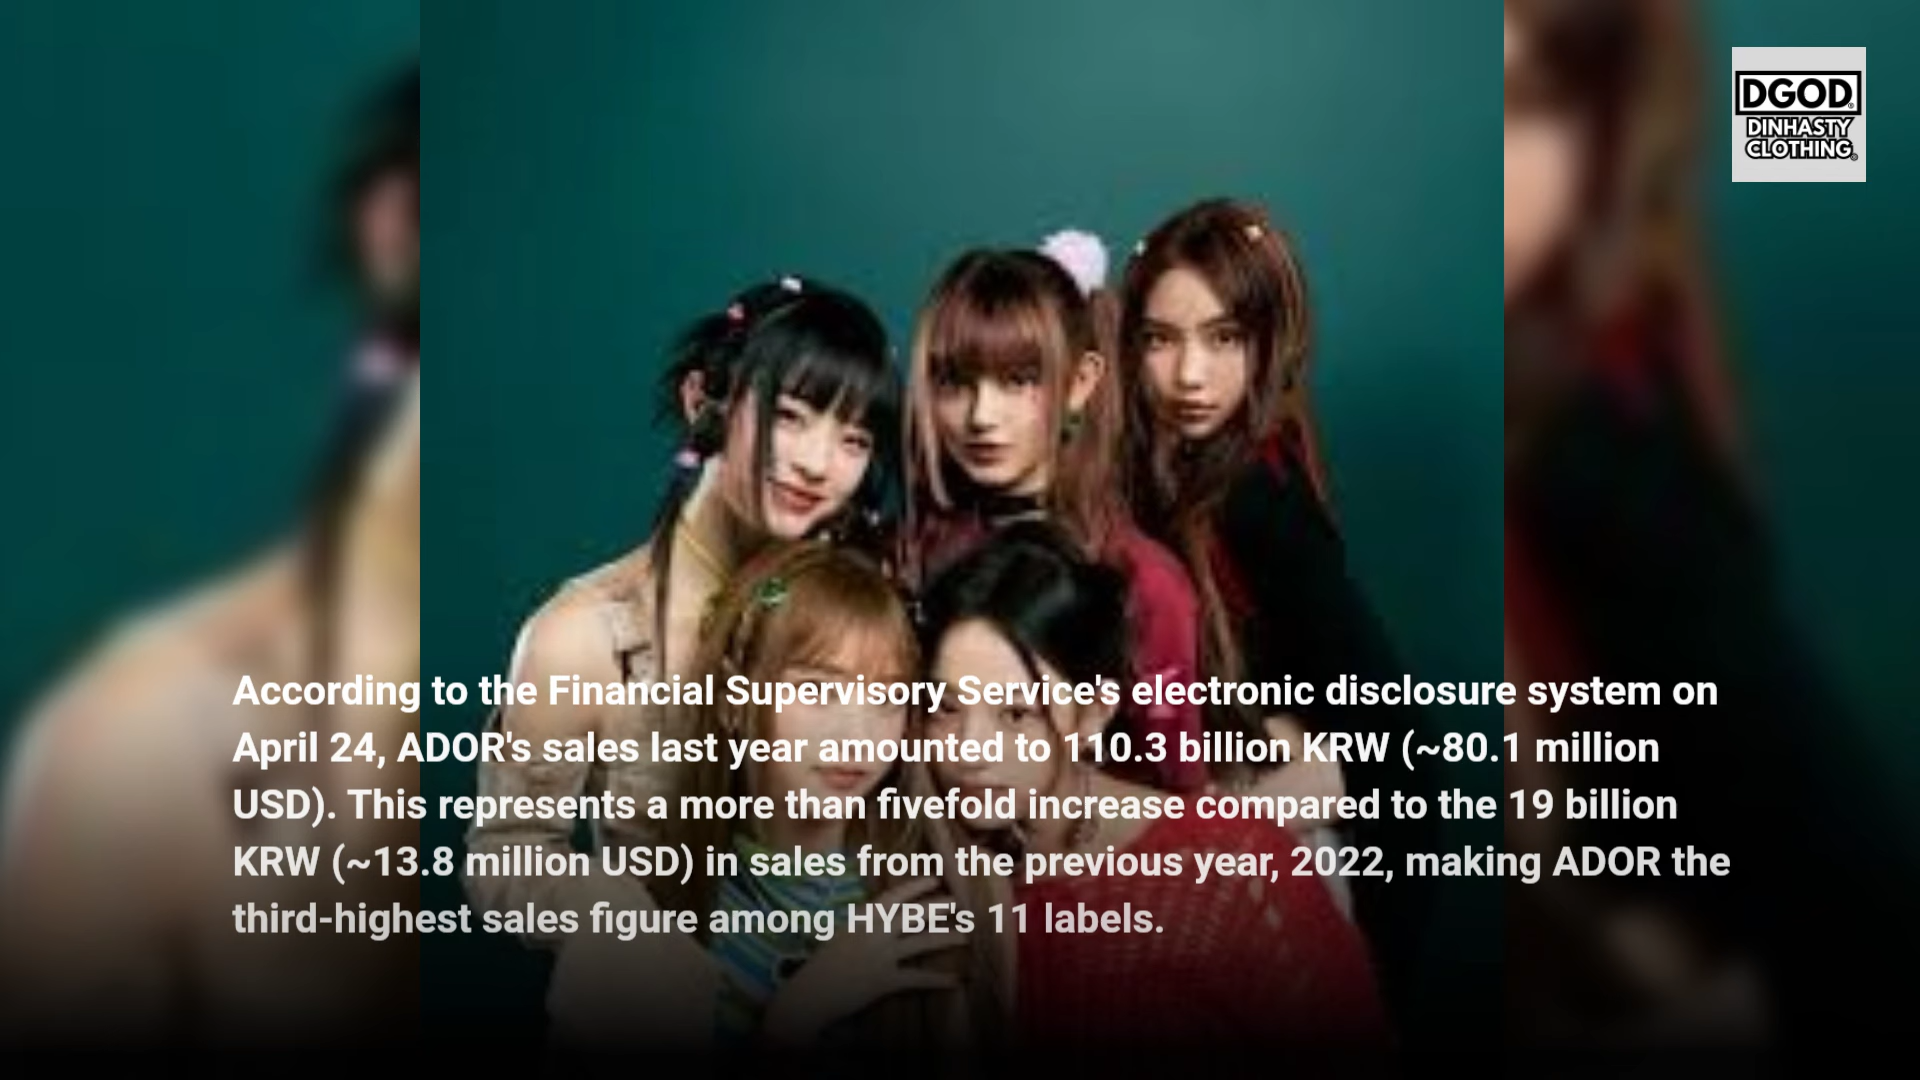 DGOD®
DINHASTY
CLOTHING®
According to the Financial Supervisory Service's electronic disclosure system on
April 24, ADOR's sales last year amounted to 110.3 billion KRW (~80.1 million
USD). This represents a more than fivefold increase compared to the 19 billion
KRW (~13.8 million USD) in sales from the previous year, 2022, making ADOR the
third-highest sales figure among HYBE's 11 labels.